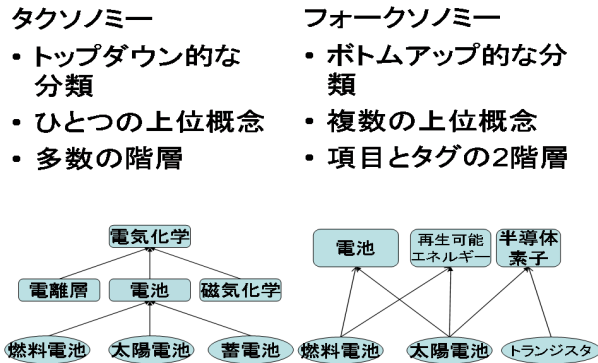 タクソノミー
• トップダウン的な
分類
• ひとつの上位概念
• 多数の階層
フォークソノミー
• ボトムアップ的な分
類
• 複数の上位概念
• 項目とタグの2階層
電気化学
電離層
電池
磁気化学
燃料電池
太陽電池
蓄電池
電池
再生可能
エネルギー
半導体
素子
燃料電池
太陽電池
トランジスタ